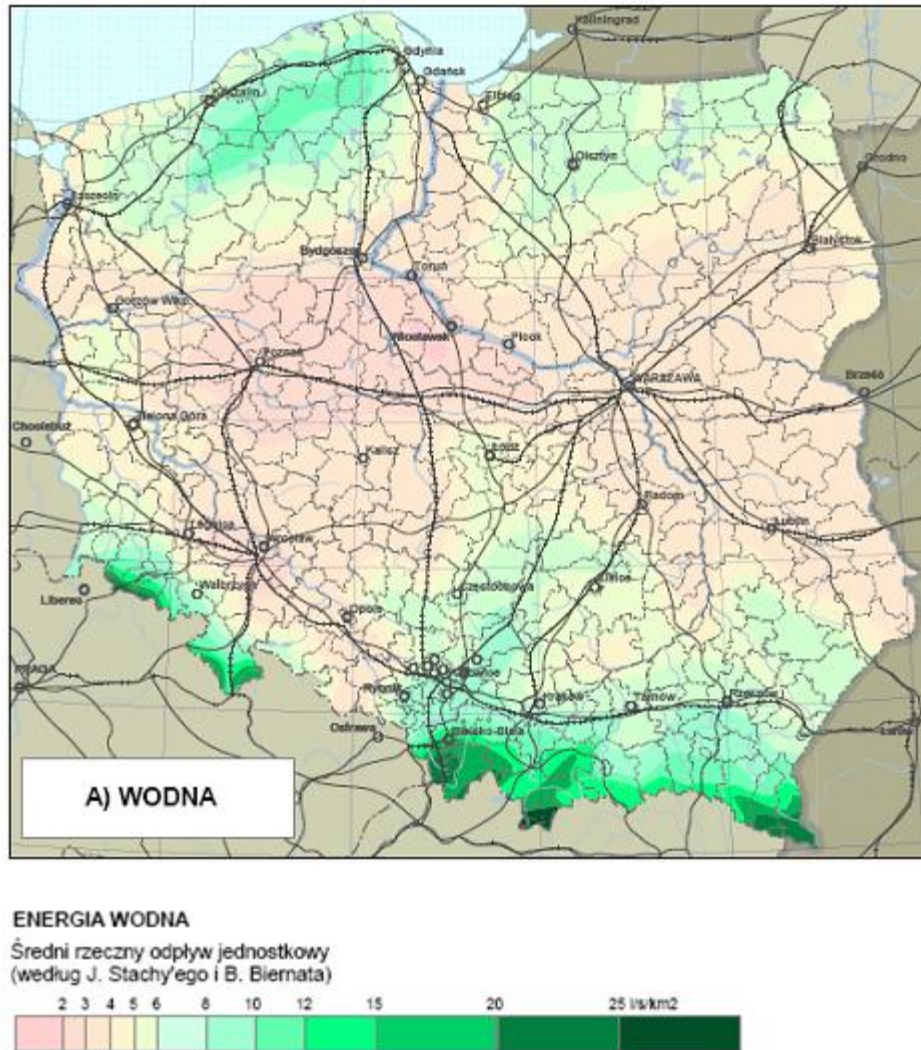 Kaliningrad
Gdynia
Gdańsk
Koszalin
Elbląg
Olsztyn
Grodno
Szczecin
Białystok
Bydgoszcz
Toruń
Gorzów Wlkp.
Włocławek
Płock
Poznań
WARSZAWA
Brześć
Zielona Góra
Chociebuż
Kalisz
Łódź
Radom
Lublin
Legnica
Wrocław
Liberec
Wałbrzych
Częstochowa
Kielce
Opole
PRAGA
Katowice
Rybnik
Kraków
Tarnów
Rzeszów
Ostrawa
Bielsko-Biała
Lwów
A) WODNA
ENERGIA WODNA
Średni rzeczny odpływ jednostkowy
(według J. Stachy'ego i B. Biernata)
2 3 4 5 6 8 10 12 15 20 25 l/s/km2